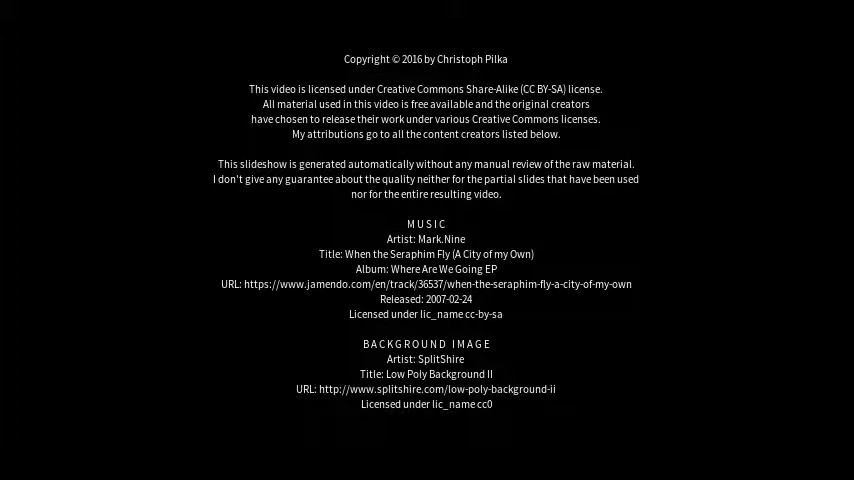 Copyright © 2016 by Christoph Pilka
This video is licensed under Creative Commons Share-Alike (CC BY-SA) license.
All material used in this video is free available and the original creators
have chosen to release their work under various Creative Commons licenses.
My attributions go to all the content creators listed below.
This slideshow is generated automatically without any manual review of the raw material.
I don't give any guarantee about the quality neither for the partial slides that have been used
nor for the entire resulting video.
MUSIC
Artist: Mark.Nine
Title: When the Seraphim Fly (A City of my Own)
Album: Where Are We Going EP
URL: https://www.jamendo.com/en/track/36537/when-the-seraphim-fly-a-city-of-my-own
Released: 2007-02-24
Licensed under lic_name cc-by-sa
BACKGROUND IMAGE
Artist: SplitShire
Title: Low Poly Background II
URL: http://www.splitshire.com/low-poly-background-ii
Licensed under lic_name cc0